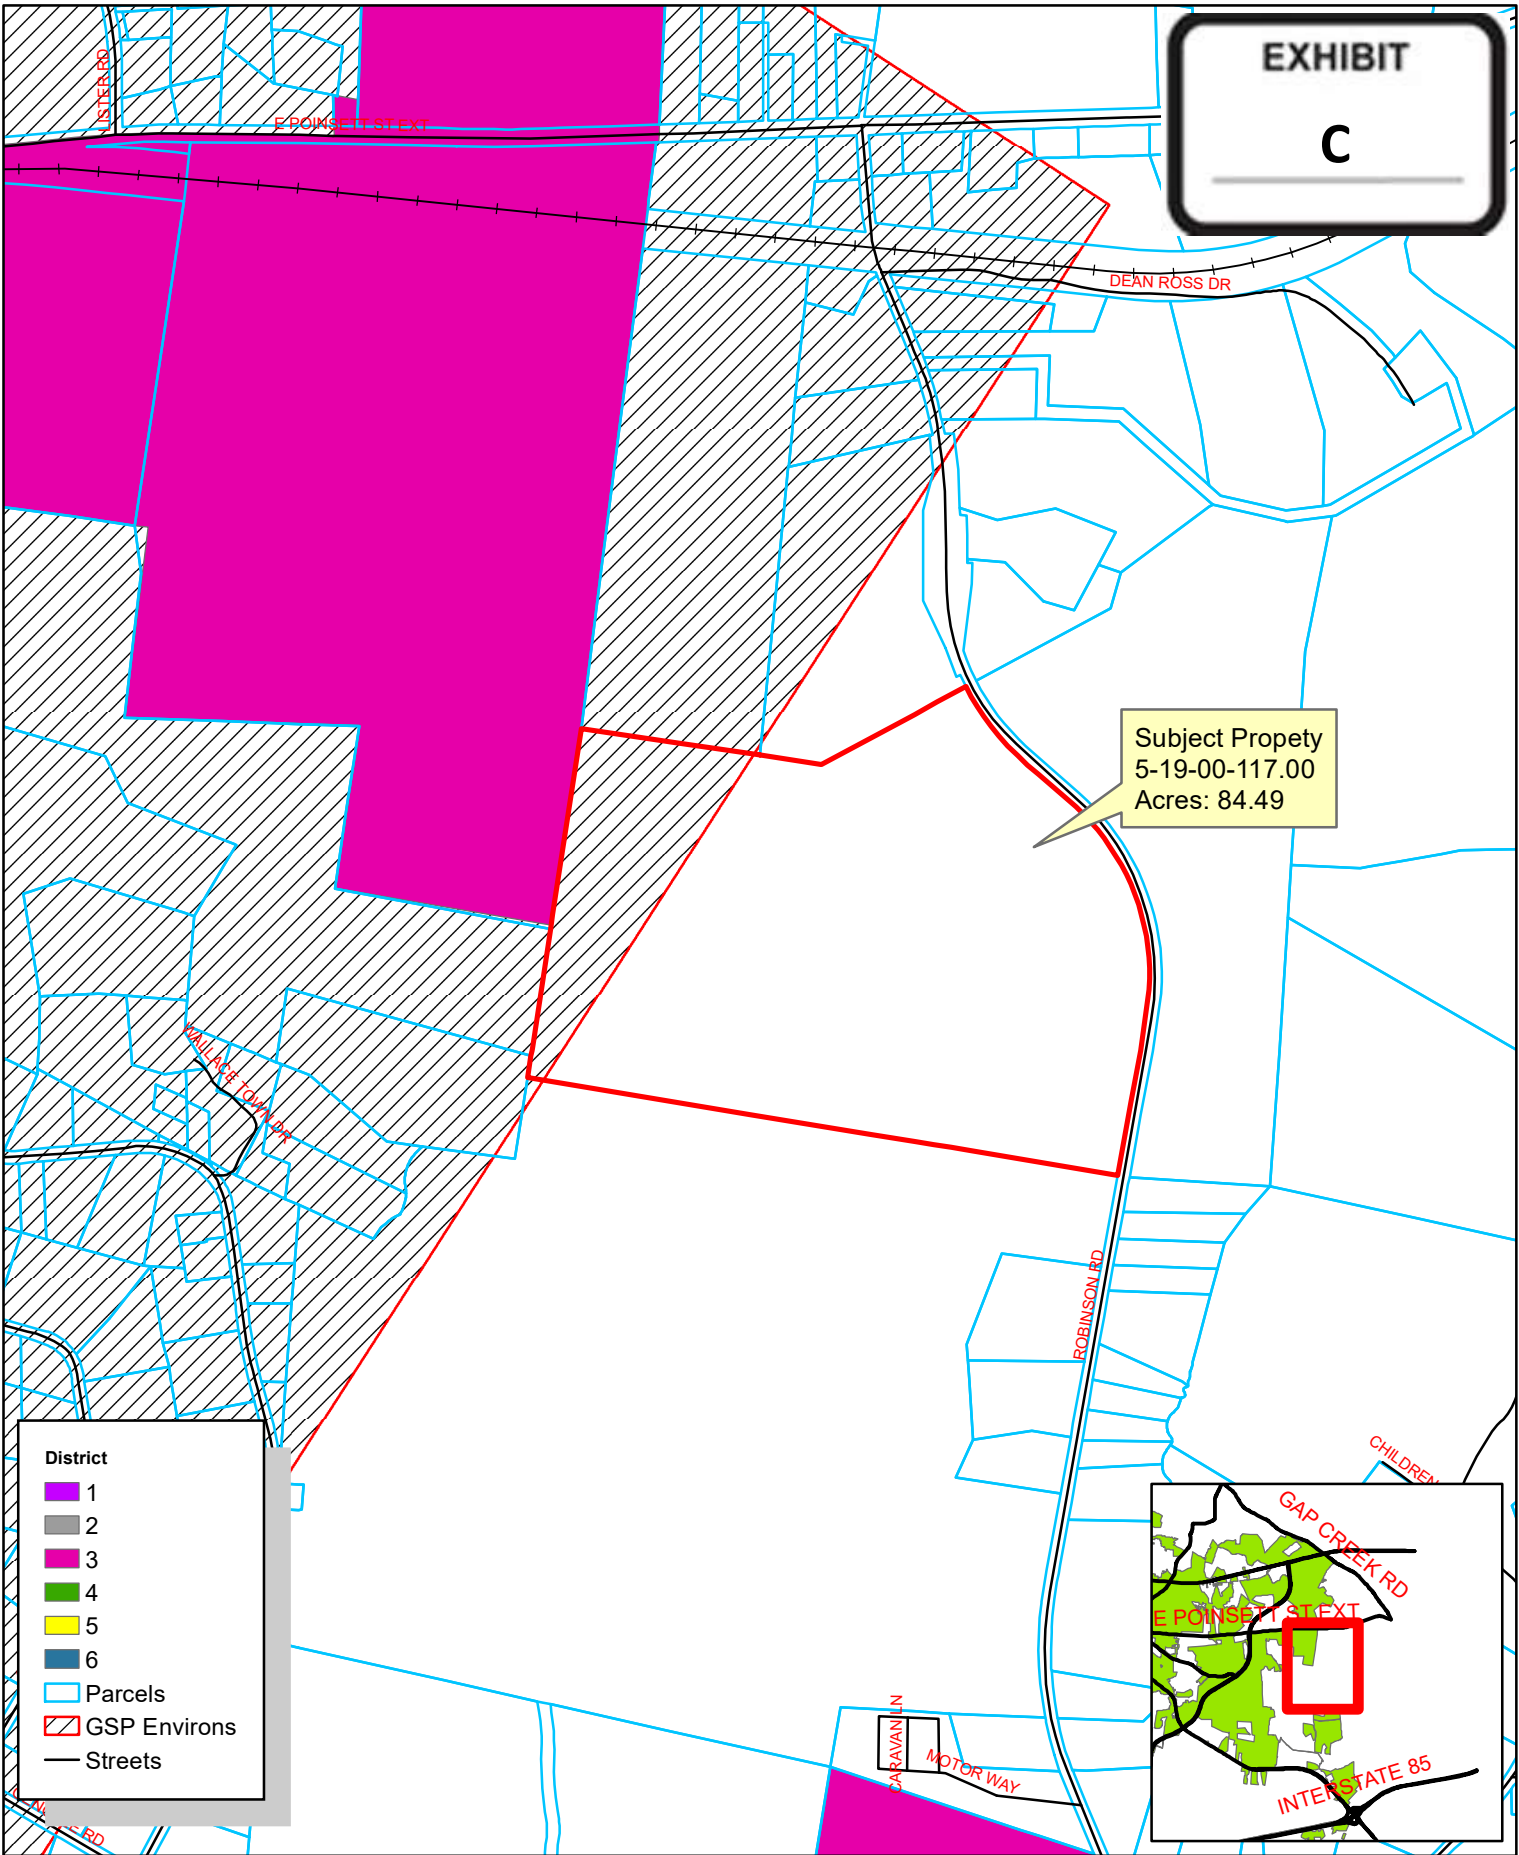 EXHIBIT
C
LISTER RD
E POINSETT ST EXT
DEAN ROSS DR
Subject Propety
5-19-00-117.00
Acres: 84.49
WALLACE TOWN DR
ROBINSON RD
CHILDREN
District
1
2
3
4
5
6
Parcels
GSP Environs
Streets
GAP CREEK RD
E POINSETT ST EXT
INTERSTATE 85
CARAVAN LN
MOTOR WAY
RD